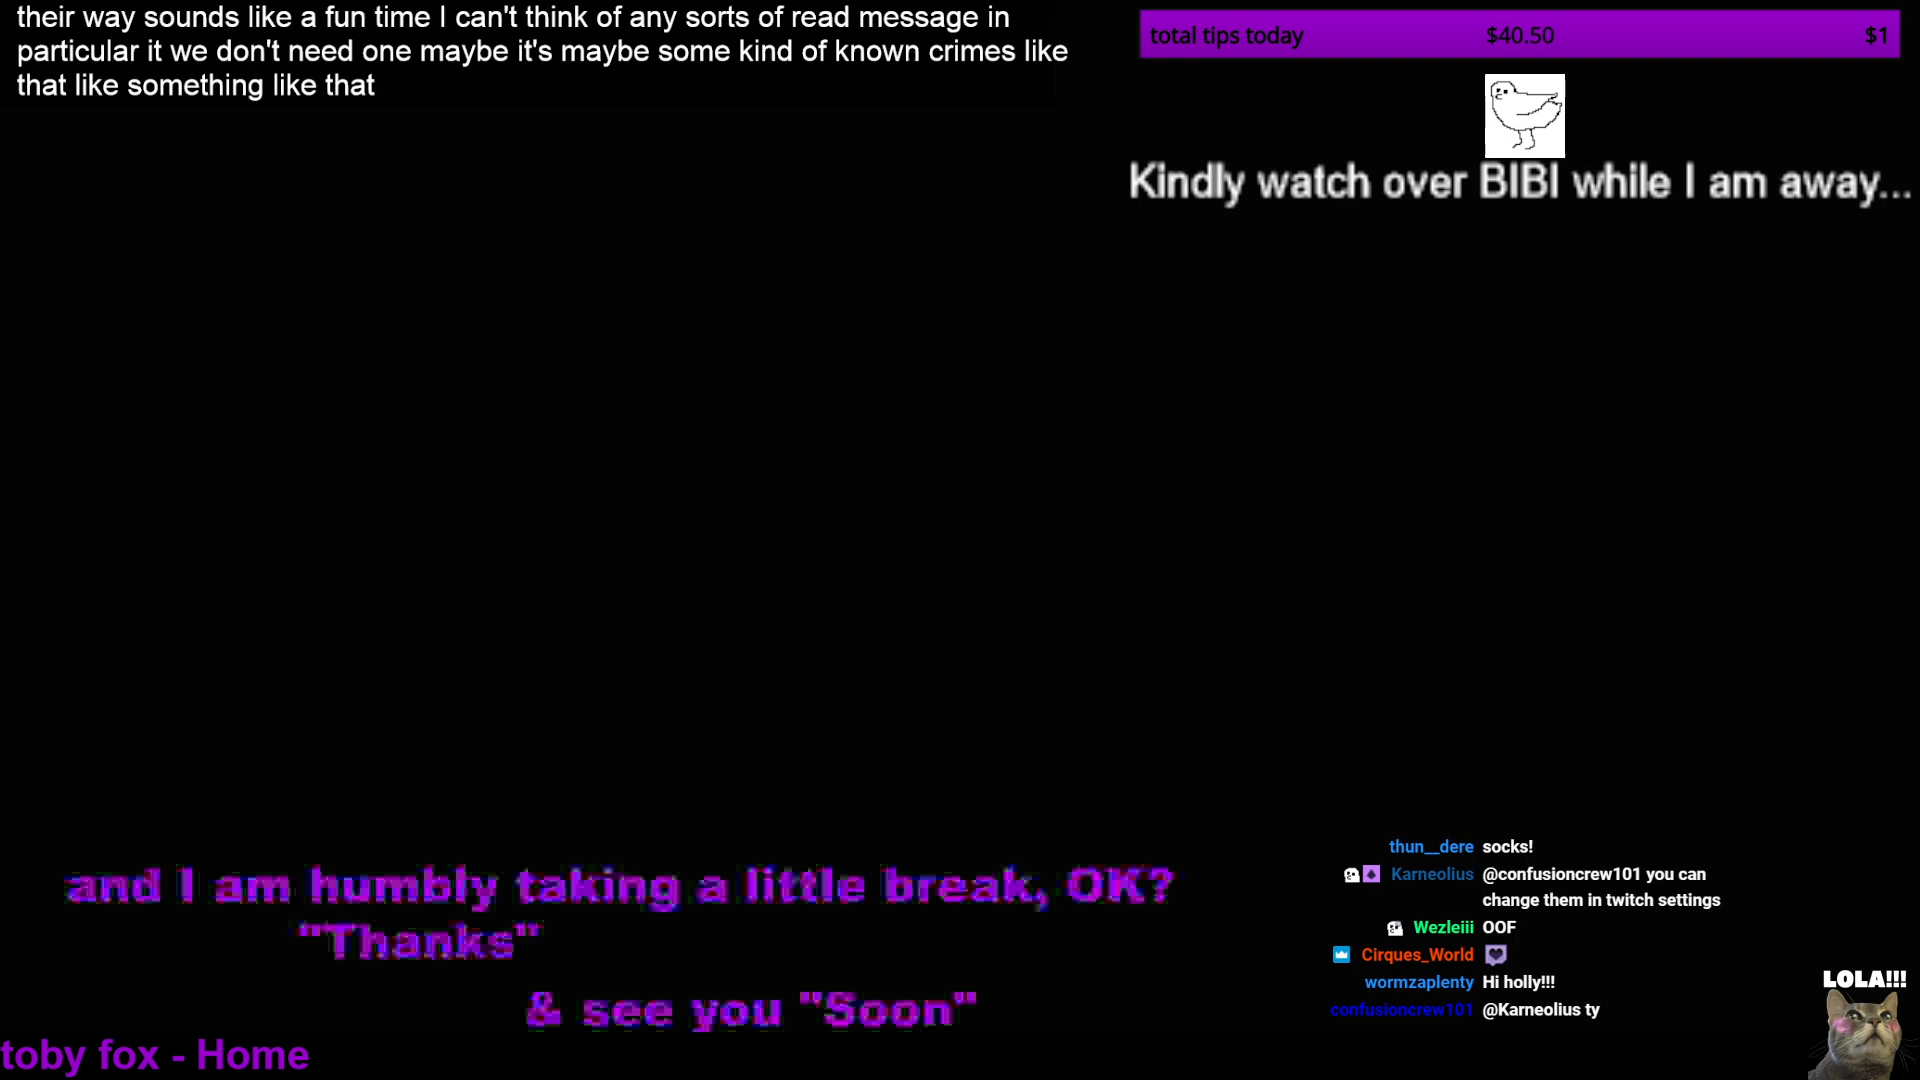 their way sounds like a fun time I can't think of any sorts of read message in
particular it we don't need one maybe it's maybe some kind of known crimes like
that like something like that
total tips today $40.50 $1
Kindly watch over BIBI while I am away...
and I am humbly taking a little break, OK?
"Thanks"
& see you "Soon"
toby fox - Home
thun__dere socks!
Karneolius @confusioncrew101 you can
change them in twitch settings
Wezleiii OOF
Cirques_World
wormzaplenty Hi holly!!!
confusioncrew101 @Karneolius ty
LOLA!!!